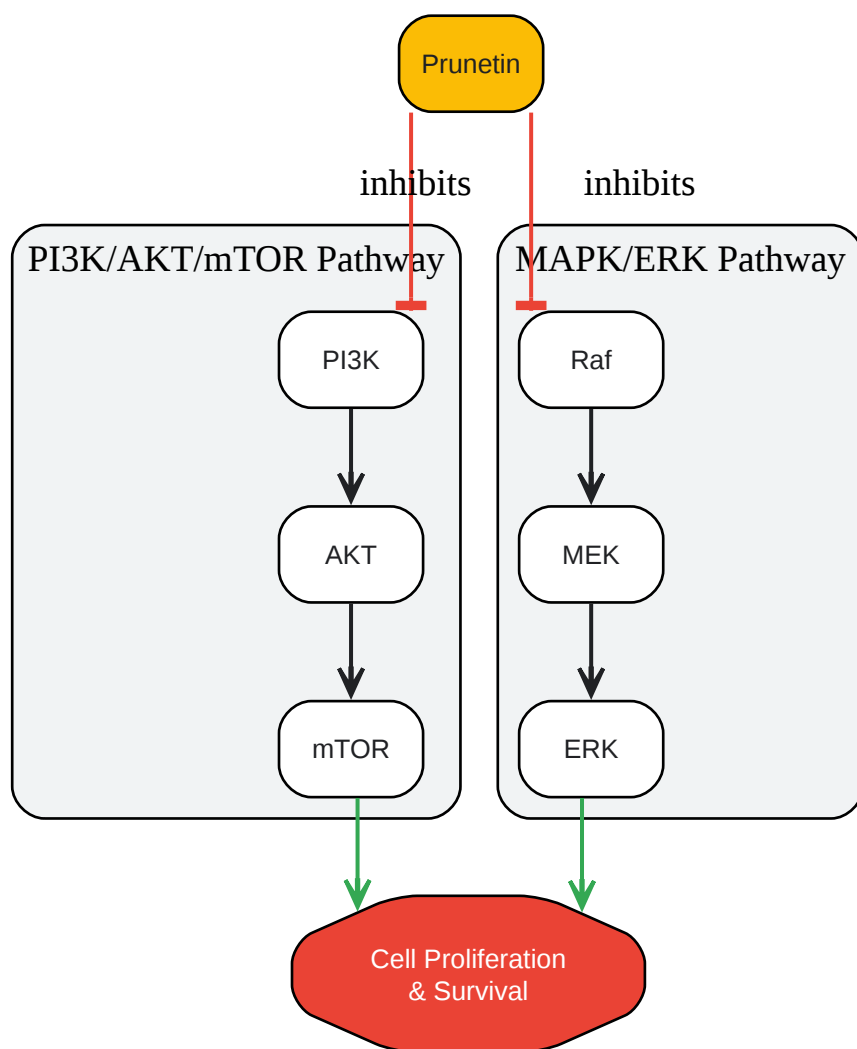 Prunetin
inhibits
inhibits
PI3K/AKT/mTOR Pathway
MAPK/ERK Pathway
PI3K
Raf
AKT
MEK
mTOR
ERK
Cell Proliferation
& Survival